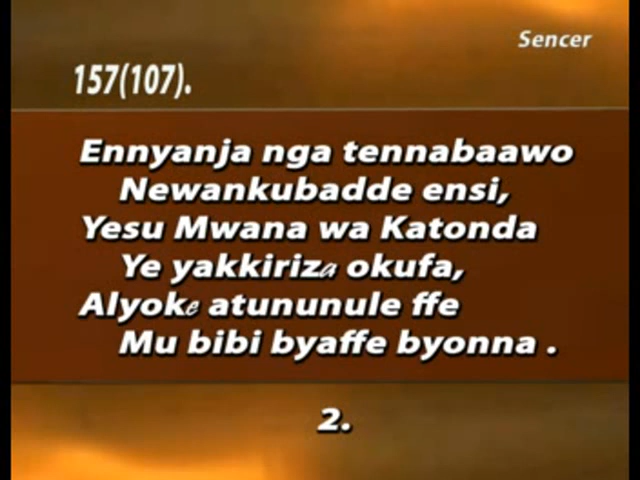 Sencer
157(107).
Ennyanja nga tennabaawo
Newankubadde ensi,
Yesu Mwana wa Katonda
Ye yakkiriza okufa,
Alyoke atununule ffe
Mu bibi byaffe byonna .
2.